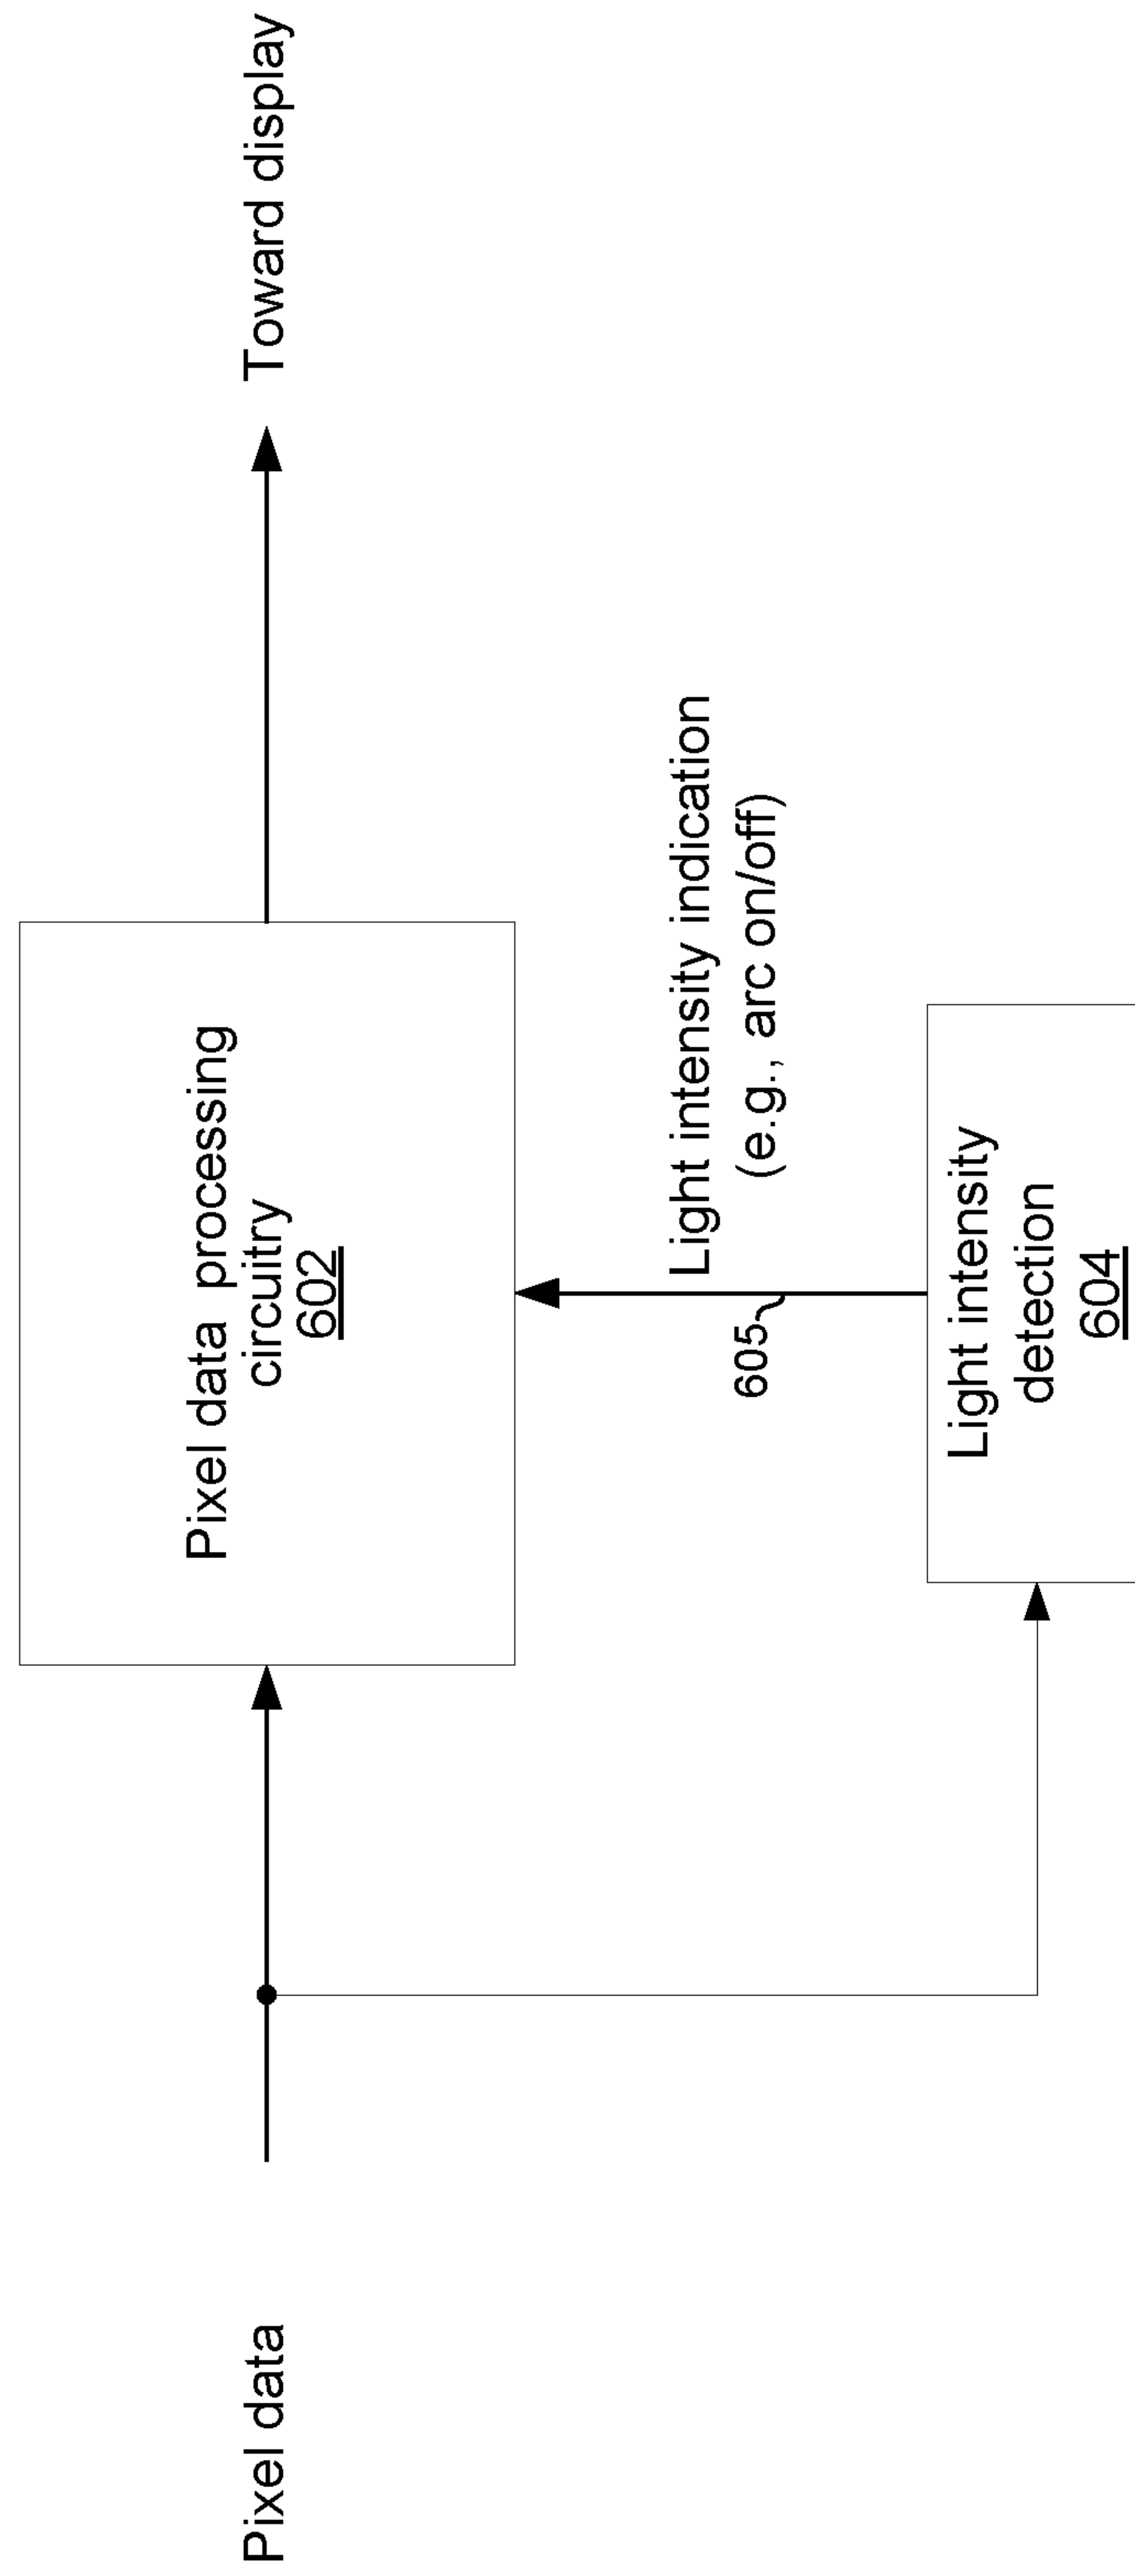 Pixel data
Pixel data processing
circuitry
602
Toward display
605
Light intensity indication
(e.g., arc on/off)
Light intensity
detection
604